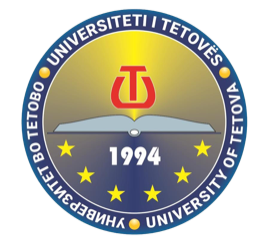 UNIVERSITETI I TETOVËS
UNIVERSITY OF TETOVA
УНИВЕРЗИТЕТ ВО ТЕТОВО
1994